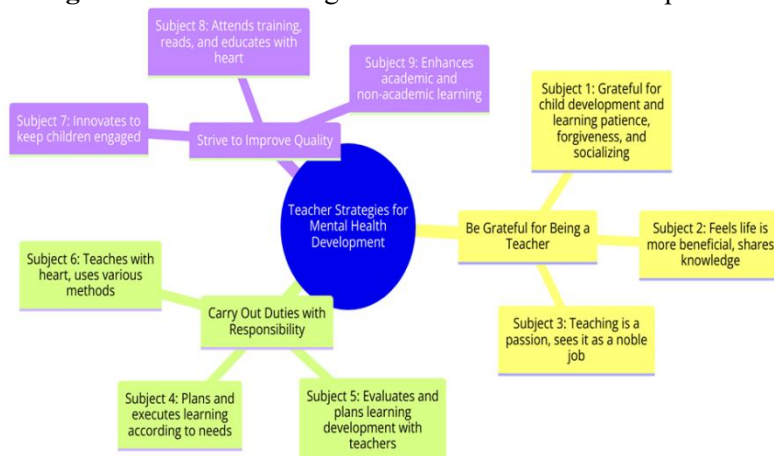 Subject 8: Attends training,
reads, and educates with
heart
Subject 9: Enhances
academic and
non-academic learning
Subject 7: Innovates to
keep children engaged
Strive to Improve Quality
Subject 1: Grateful for
child development and
learning patience,
forgiveness, and
socializing
Teacher Strategies for
Mental Health
Development
Be Grateful for Being a
Teacher
Subject 2: Feels life is
more beneficial, shares
knowledge
Subject 3: Teaching is a
passion, sees it as a noble
job
Subject 6: Teaches with
heart, uses various
methods
Carry Out Duties with
Responsibility
Subject 4: Plans and
executes learning
according to needs
Subject 5: Evaluates and
plans learning
development with
teachers